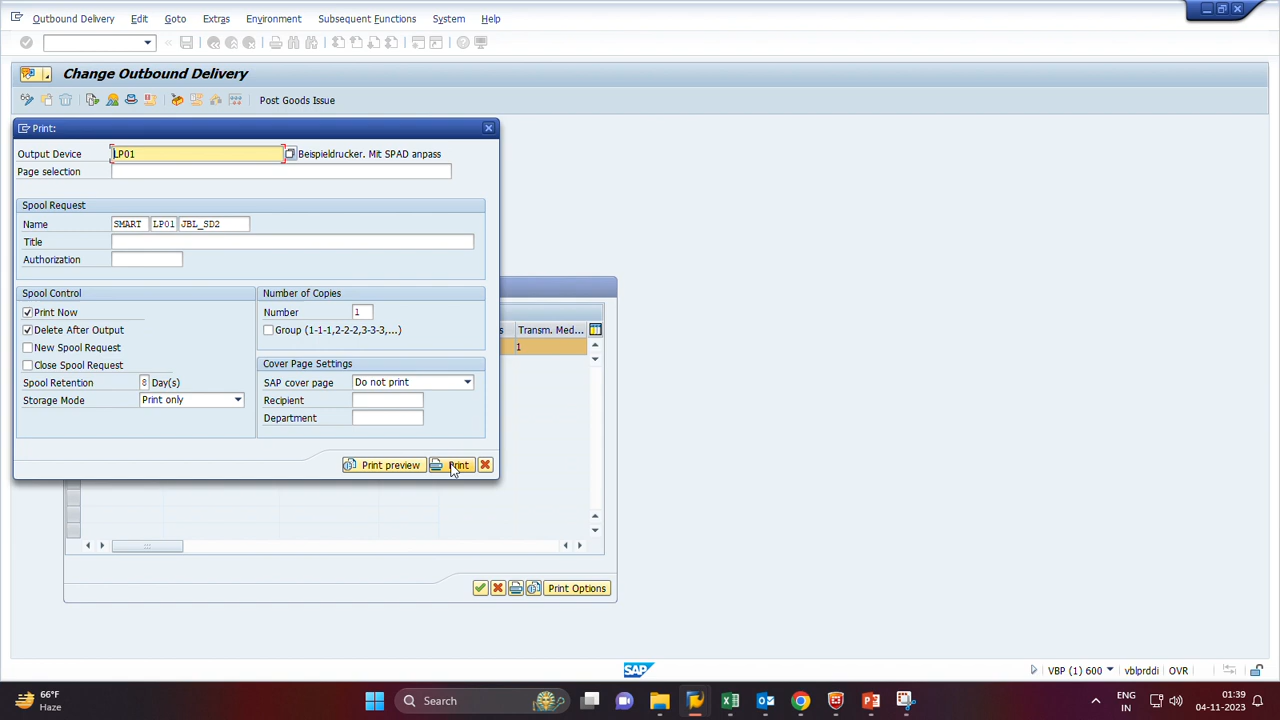 Outbound Delivery Edit Goto Extras Environment Subsequent Functions System Help
Change Outbound Delivery
Post Goods Issue
Print:
Output Device LP01 Beispieldrucker. Mit SPAD anpass
Page selection
Spool Request
Name SMART LP01 JBL_SD2
Title
Authorization
Spool Control
Print Now
Delete After Output
New Spool Request
Close Spool Request
Spool Retention 8 Day(s)
Storage Mode Print only
Number of Copies
Number 1
Group (1-1-1,2-2-2,3-3-3,...)
Cover Page Settings
SAP cover page Do not print
Recipient
Department
Print preview Print
s Transm. Med...
1
Print Options
SAP VBP (1) 600 vblprddi OVR
66°F
Haze
Search
ENG
IN
01:39
04-11-2023